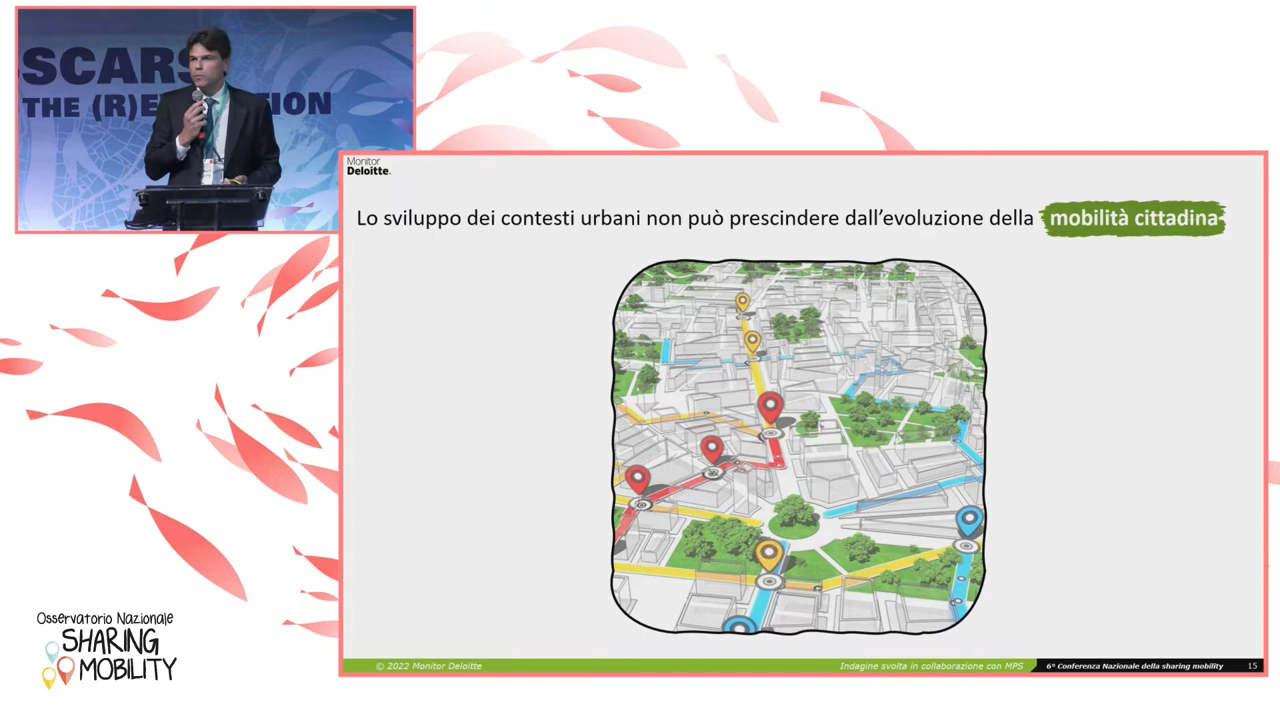 SCARS
THE (R)E TION
Monitor
Deloitte.
Lo sviluppo dei contesti urbani non può prescindere dall'evoluzione della mobilità cittadina
Osservatorio Nazionale
SHARING
MOBILITY
© 2022 Monitor Deloitte
Indagine svolta in collaborazione con MPS
6° Conferenza Nazionale della sharing mobility
15